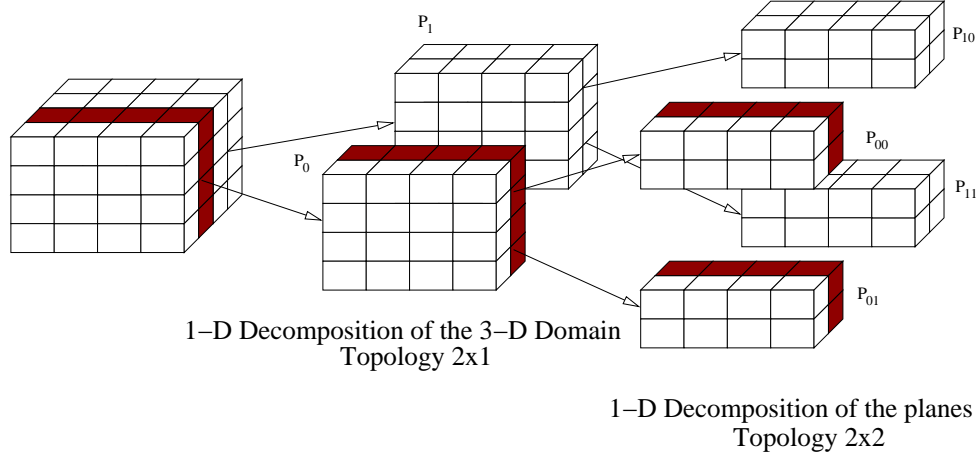 P1
P10
P0
P00
P11
P01
1−D Decomposition of the 3−D Domain
Topology 2x1
1−D Decomposition of the planes
Topology 2x2